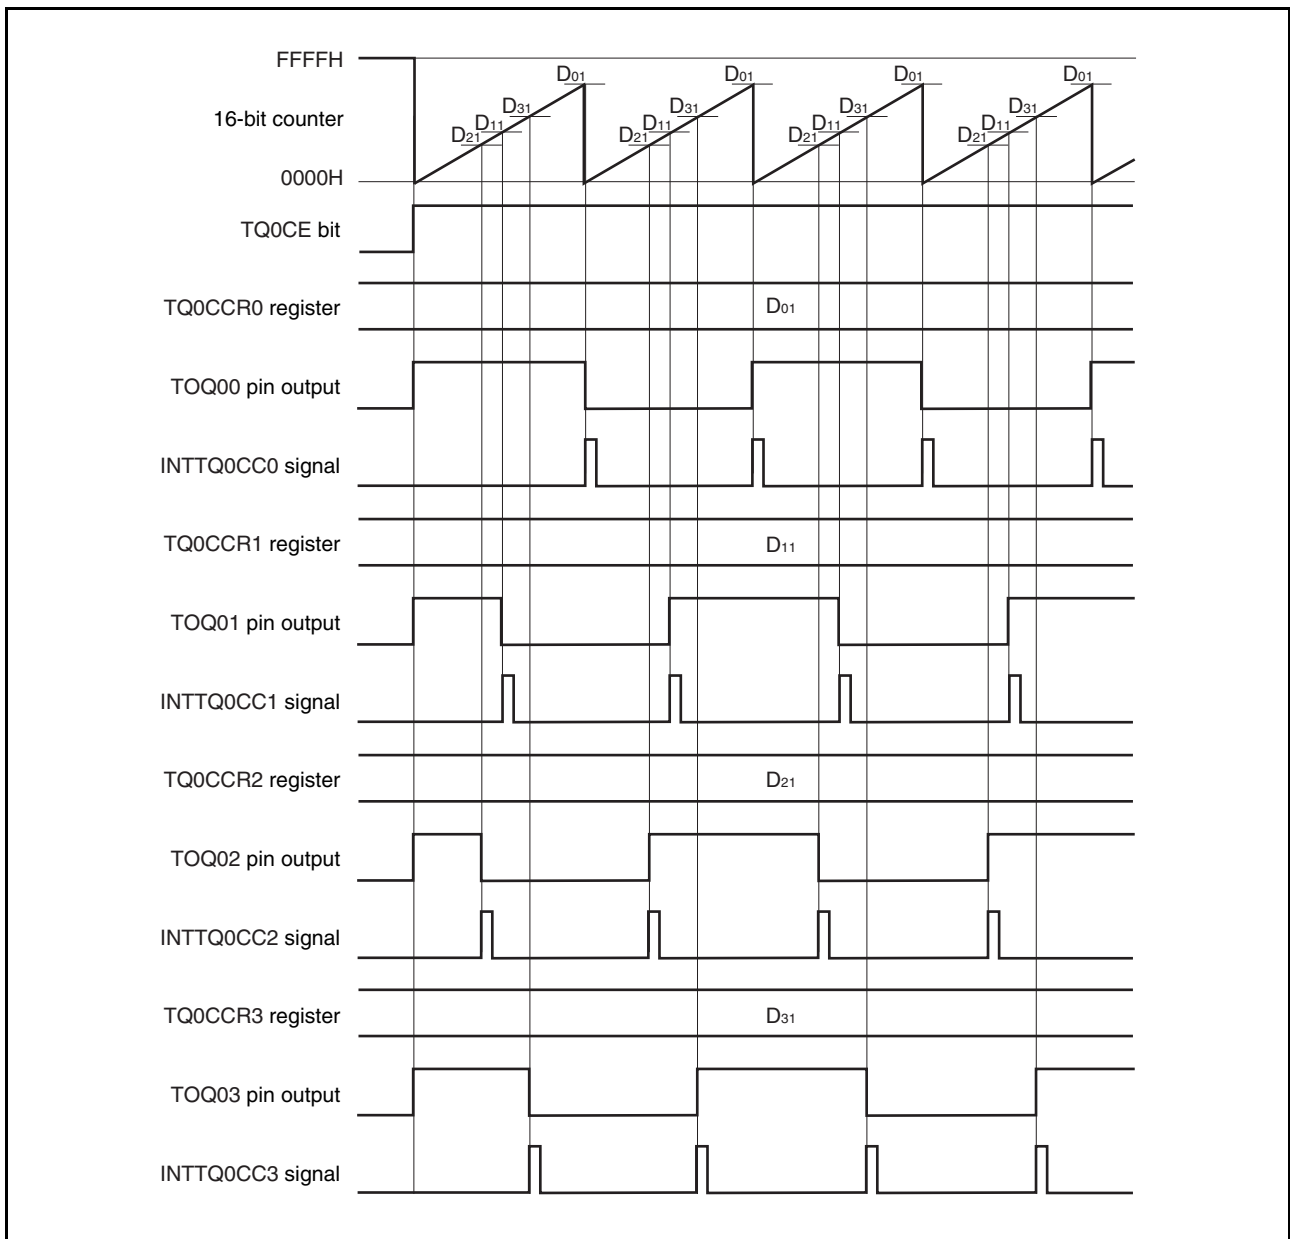 FFFFH
16-bit counter
0000H
D01 D01 D01 D01
D31 D31 D31 D31
D11 D11 D11 D11
D21 D21 D21 D21
TQ0CE bit
TQ0CCR0 register
D01
TOQ00 pin output
INTTQ0CC0 signal
TQ0CCR1 register
D11
TOQ01 pin output
INTTQ0CC1 signal
TQ0CCR2 register
D21
TOQ02 pin output
INTTQ0CC2 signal
TQ0CCR3 register
D31
TOQ03 pin output
INTTQ0CC3 signal